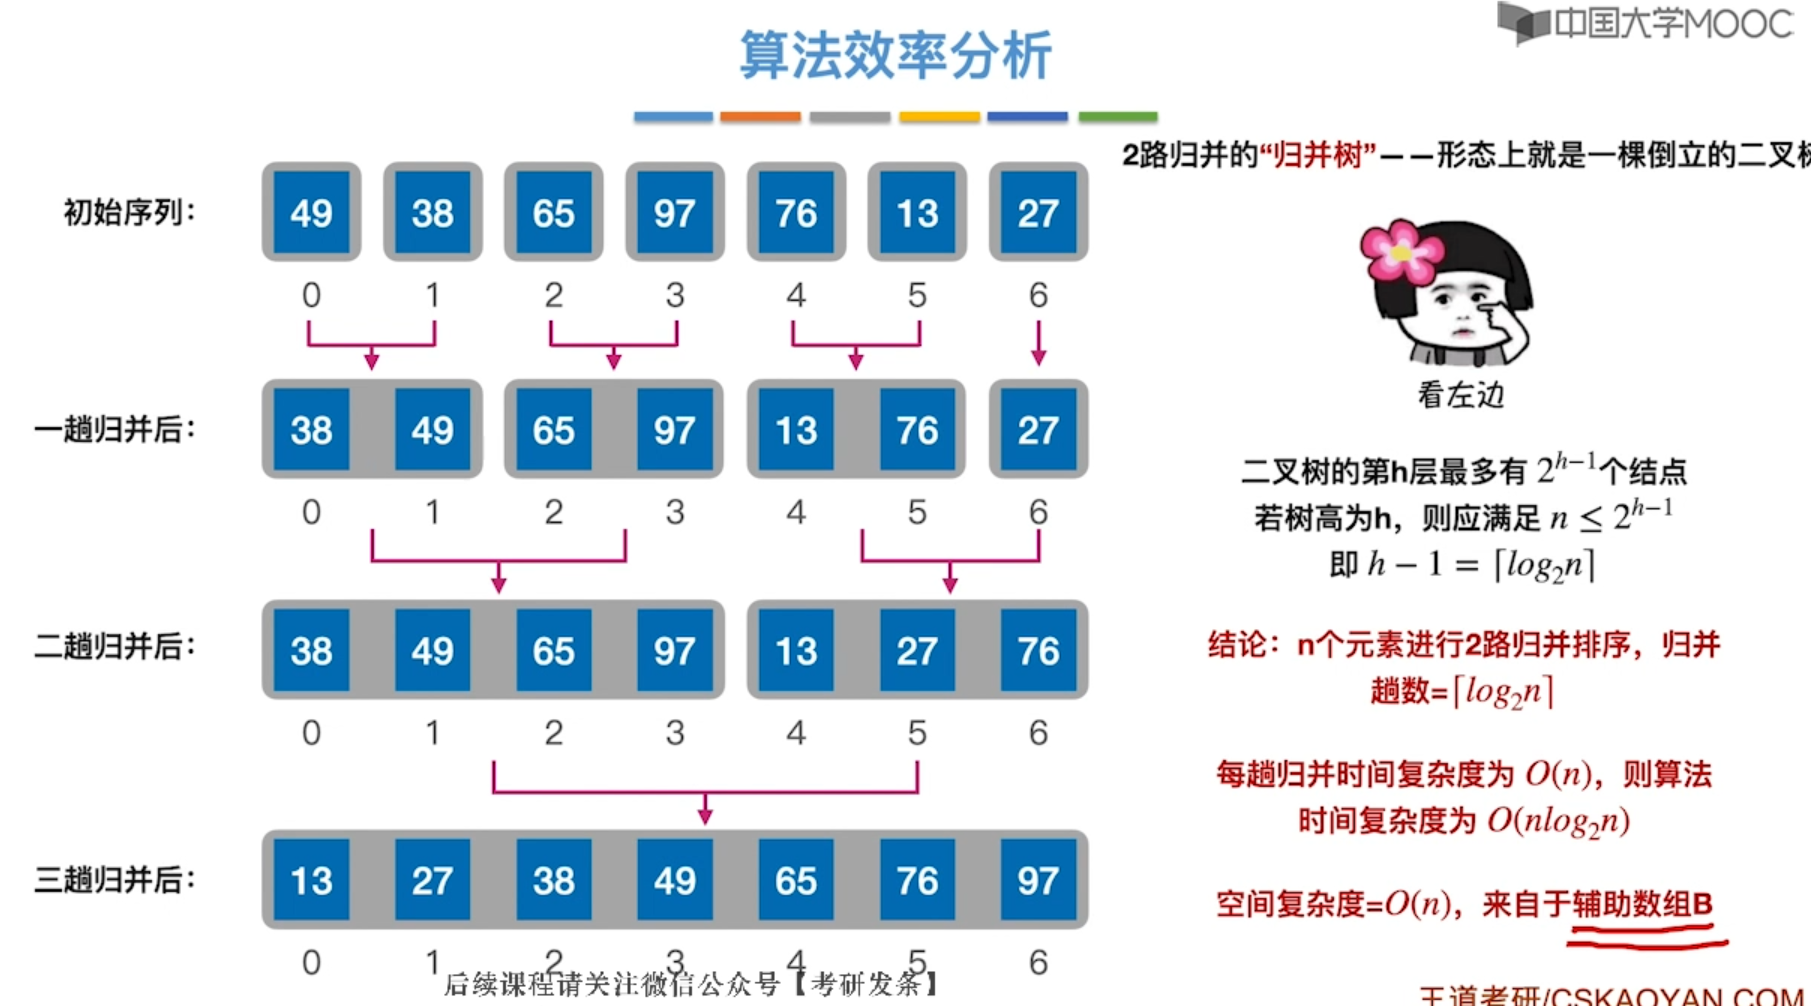 中国大学MOOC
算法效率分析
2路归并的“归并树”——形态上就是一棵倒立的二叉树
初始序列：
49 38 65 97 76 13 27
0 1 2 3 4 5 6
一趟归并后：
38 49 65 97 13 76 27
0 1 2 3 4 5 6
二趟归并后：
38 49 65 97 13 27 76
0 1 2 3 4 5 6
三趟归并后：
13 27 38 49 65 76 97
0 1 2 3 4 5 6
看左边
二叉树的第h层最多有 2^{h−1}个结点
若树高为h，则应满足 n ≤ 2^{h−1}
即 h − 1 = ⌈log₂n⌉
结论：n个元素进行2路归并排序，归并
趟数=⌈log₂n⌉
每趟归并时间复杂度为 O(n)，则算法
时间复杂度为 O(nlog₂n)
空间复杂度=O(n)，来自于辅助数组B
后续课程请关注微信公众号【考研发条】
王道考研/CSKAOYAN.COM